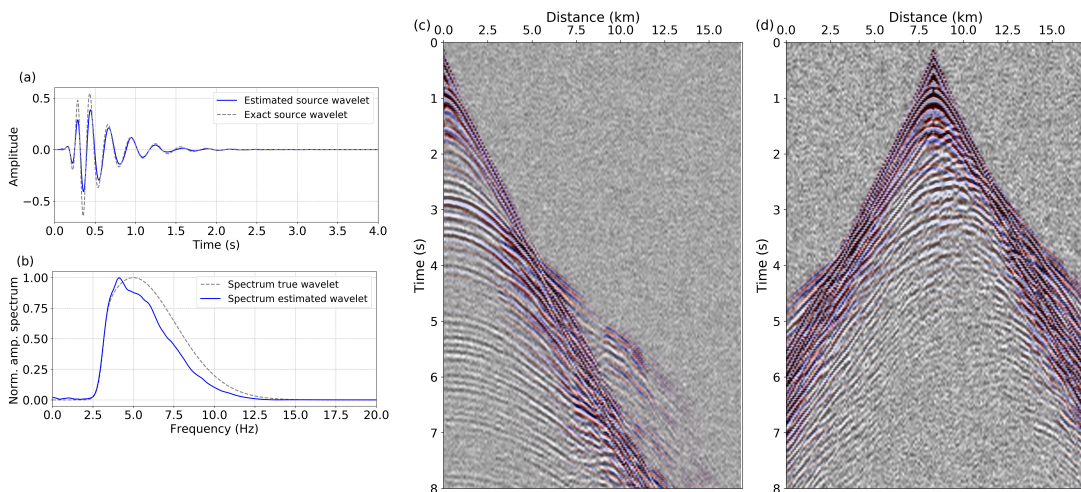 (a)
0.5
0.0
−0.5
Amplitude
Estimated source wavelet
Exact source wavelet
0.0 0.5 1.0 1.5 2.0 2.5 3.0 3.5 4.0
Time (s)
(b)
1.00
0.75
0.50
0.25
0.00
Norm. amp. spectrum
Spectrum true wavelet
Spectrum estimated wavelet
0.0 2.5 5.0 7.5 10.0 12.5 15.0 17.5 20.0
Frequency (Hz)
(c)
Distance (km)
0.0 2.5 5.0 7.5 10.0 12.5 15.0
0
1
2
3
4
5
6
7
8
Time (s)
(d)
Distance (km)
0.0 2.5 5.0 7.5 10.0 12.5 15.0
0
1
2
3
4
5
6
7
8
Time (s)